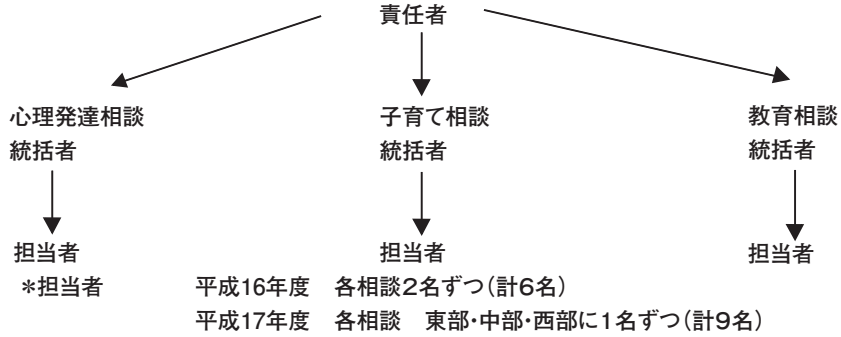 責任者
心理発達相談 子育て相談 教育相談
統括者 統括者 統括者
担当者 担当者 担当者
*担当者 平成16年度 各相談2名ずつ(計6名)
平成17年度 各相談 東部・中部・西部に1名ずつ(計9名)